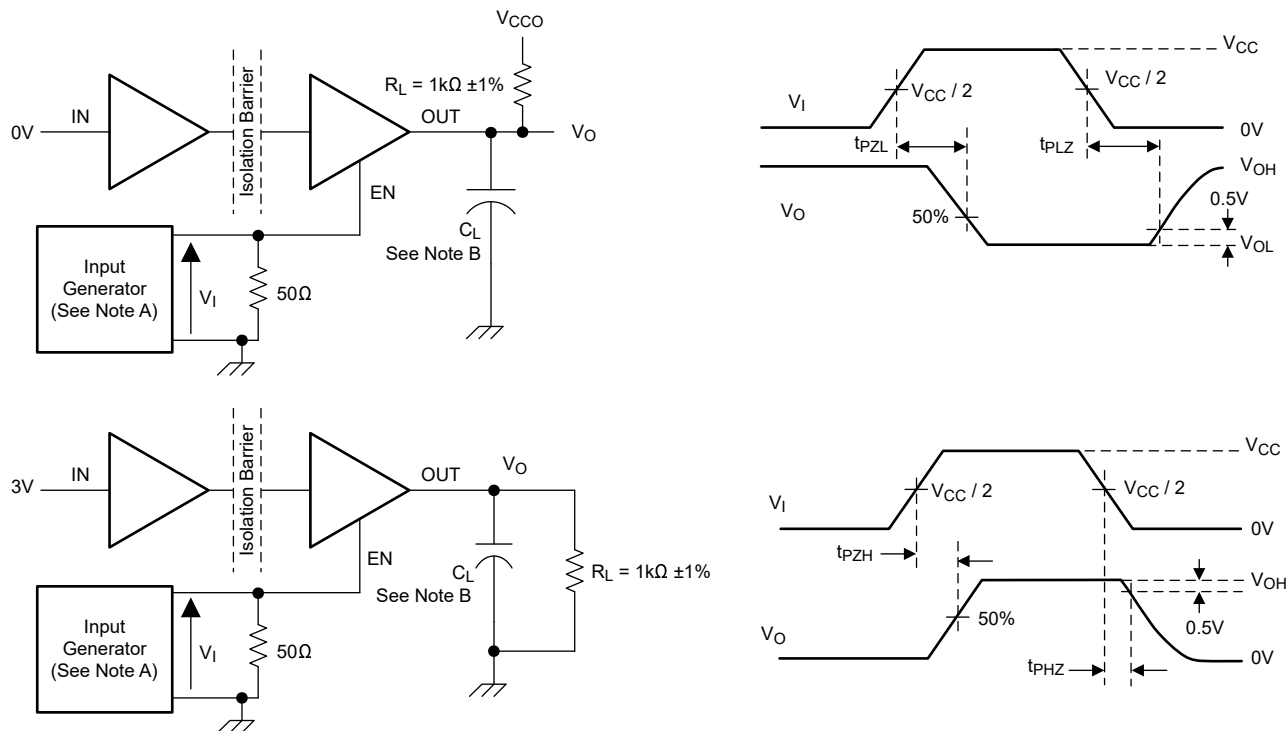 VCCO
RL = 1kΩ ±1%
Isolation Barrier
0V
IN
OUT
VO
EN
CL
See Note B
Input
Generator
(See Note A)
VI
50Ω
VCC
VI
VCC / 2
VCC / 2
0V
tPZL
tPLZ
VOH
0.5V
VO
50%
VOL
3V
IN
Isolation Barrier
OUT
VO
EN
CL
See Note B
RL = 1kΩ ±1%
Input
Generator
(See Note A)
VI
50Ω
VCC
VI
VCC / 2
VCC / 2
0V
tPZH
VOH
0.5V
50%
VO
0V
tPHZ